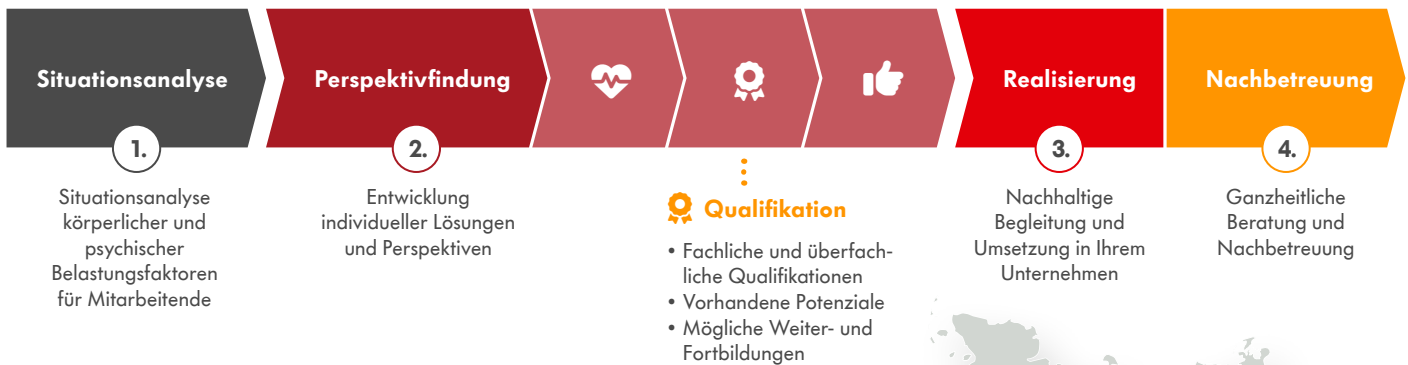 Situationsanalyse
Perspektivfindung
Realisierung
Nachbetreuung
1.
2.
3.
4.
Situationsanalyse
körperlicher und
psychischer
Belastungsfaktoren
für Mitarbeitende
Entwicklung
individueller Lösungen
und Perspektiven
Qualifikation
• Fachliche und überfach-
liche Qualifikationen
• Vorhandene Potenziale
• Mögliche Weiter- und
Fortbildungen
Nachhaltige
Begleitung und
Umsetzung in Ihrem
Unternehmen
Ganzheitliche
Beratung und
Nachbetreuung